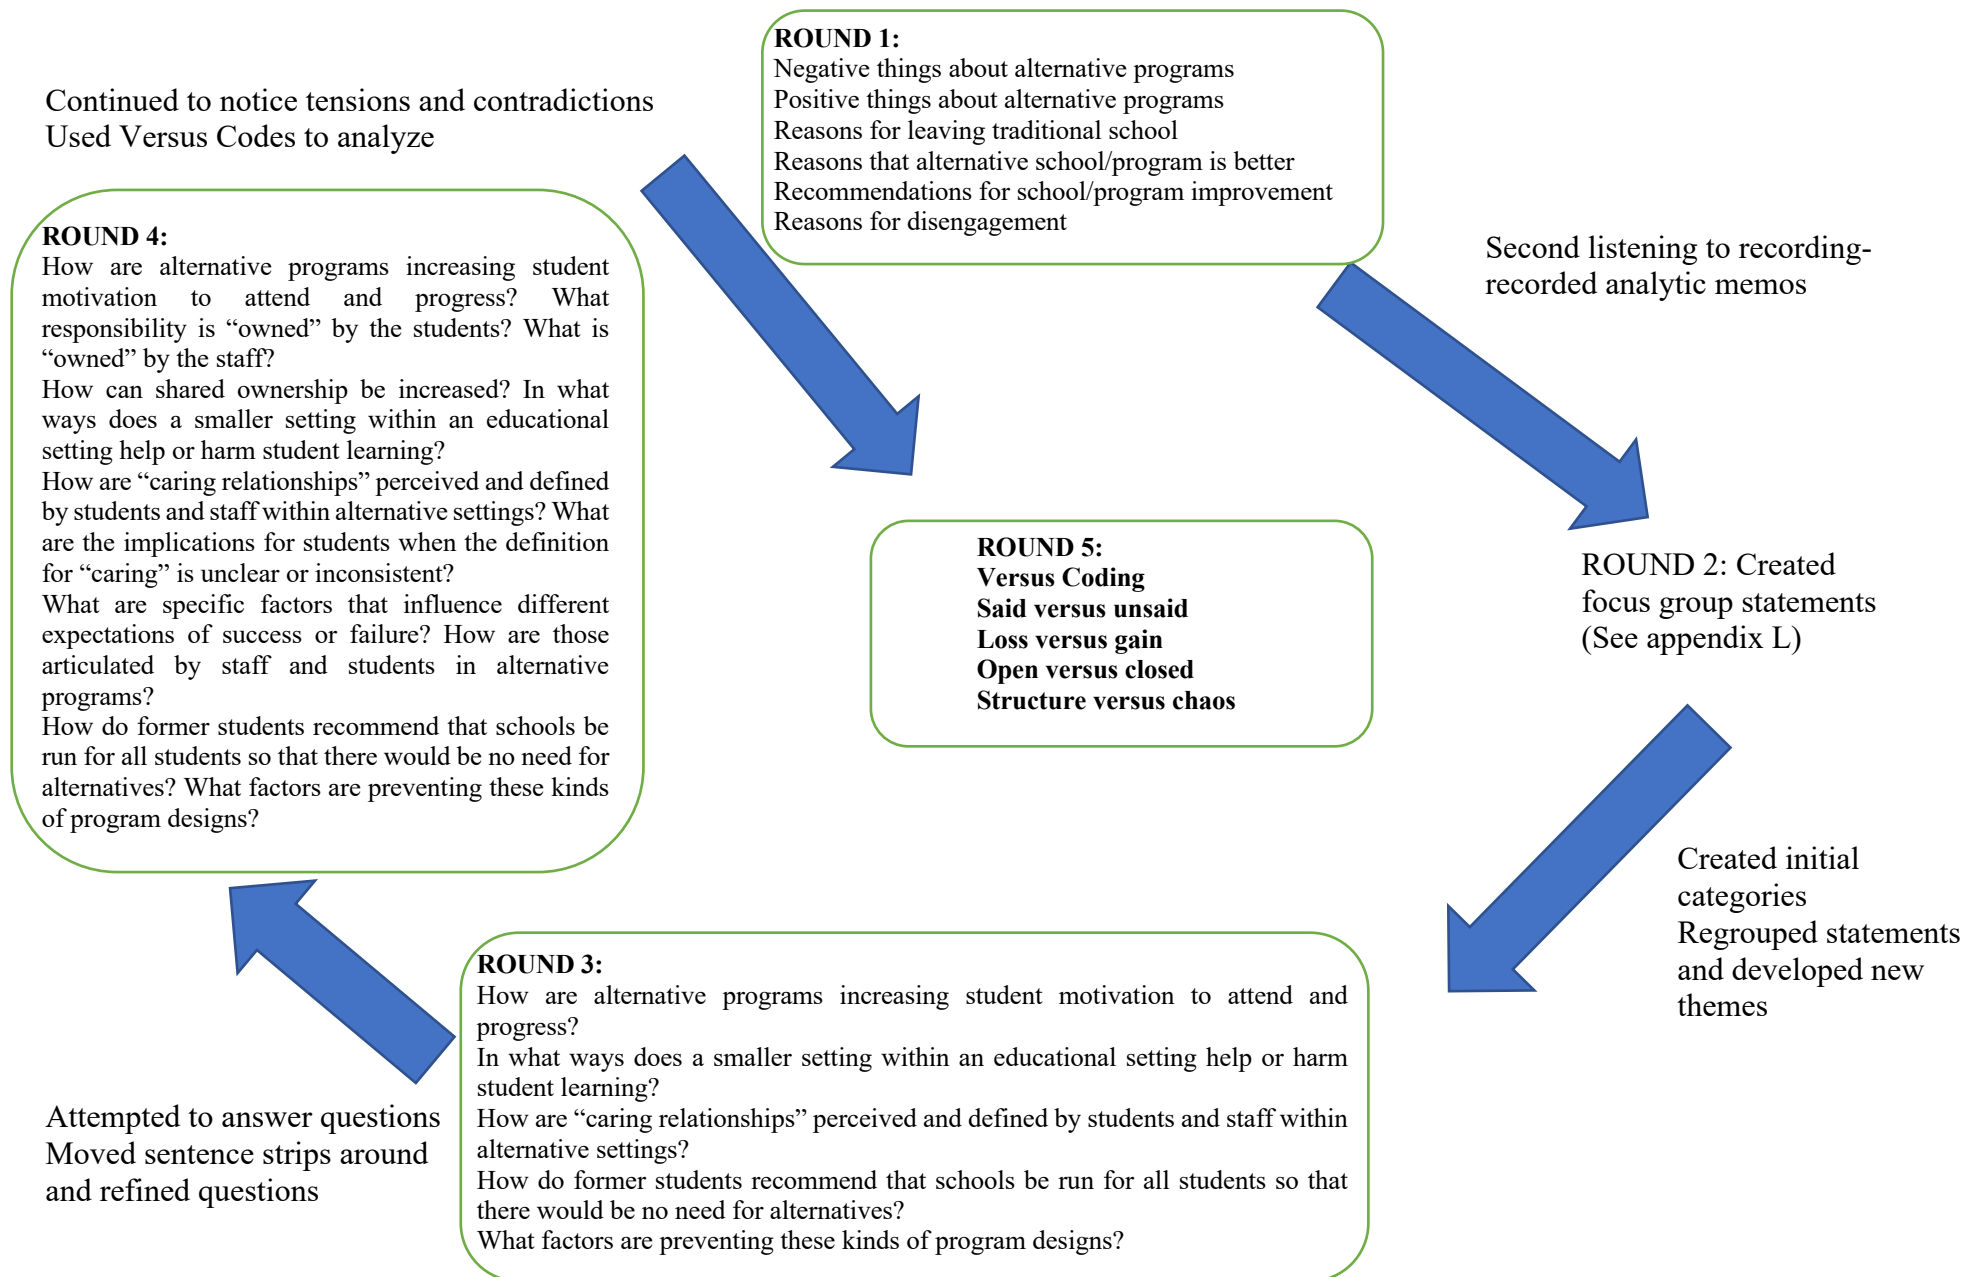 ROUND 1:
Negative things about alternative programs
Positive things about alternative programs
Reasons for leaving traditional school
Reasons that alternative school/program is better
Recommendations for school/program improvement
Reasons for disengagement
Second listening to recording-
recorded analytic memos
ROUND 2: Created
focus group statements
(See appendix L)
Created initial
categories
Regrouped statements
and developed new
themes
ROUND 3:
How are alternative programs increasing student motivation to attend and
progress?
In what ways does a smaller setting within an educational setting help or harm
student learning?
How are “caring relationships” perceived and defined by students and staff within
alternative settings?
How do former students recommend that schools be run for all students so that
there would be no need for alternatives?
What factors are preventing these kinds of program designs?
Attempted to answer questions
Moved sentence strips around
and refined questions
ROUND 4:
How are alternative programs increasing student
motivation to attend and progress? What
responsibility is “owned” by the students? What is
“owned” by the staff?
How can shared ownership be increased? In what
ways does a smaller setting within an educational
setting help or harm student learning?
How are “caring relationships” perceived and defined
by students and staff within alternative settings? What
are the implications for students when the definition
for “caring” is unclear or inconsistent?
What are specific factors that influence different
expectations of success or failure? How are those
articulated by staff and students in alternative
programs?
How do former students recommend that schools be
run for all students so that there would be no need for
alternatives? What factors are preventing these kinds
of program designs?
Continued to notice tensions and contradictions
Used Versus Codes to analyze
ROUND 5:
Versus Coding
Said versus unsaid
Loss versus gain
Open versus closed
Structure versus chaos